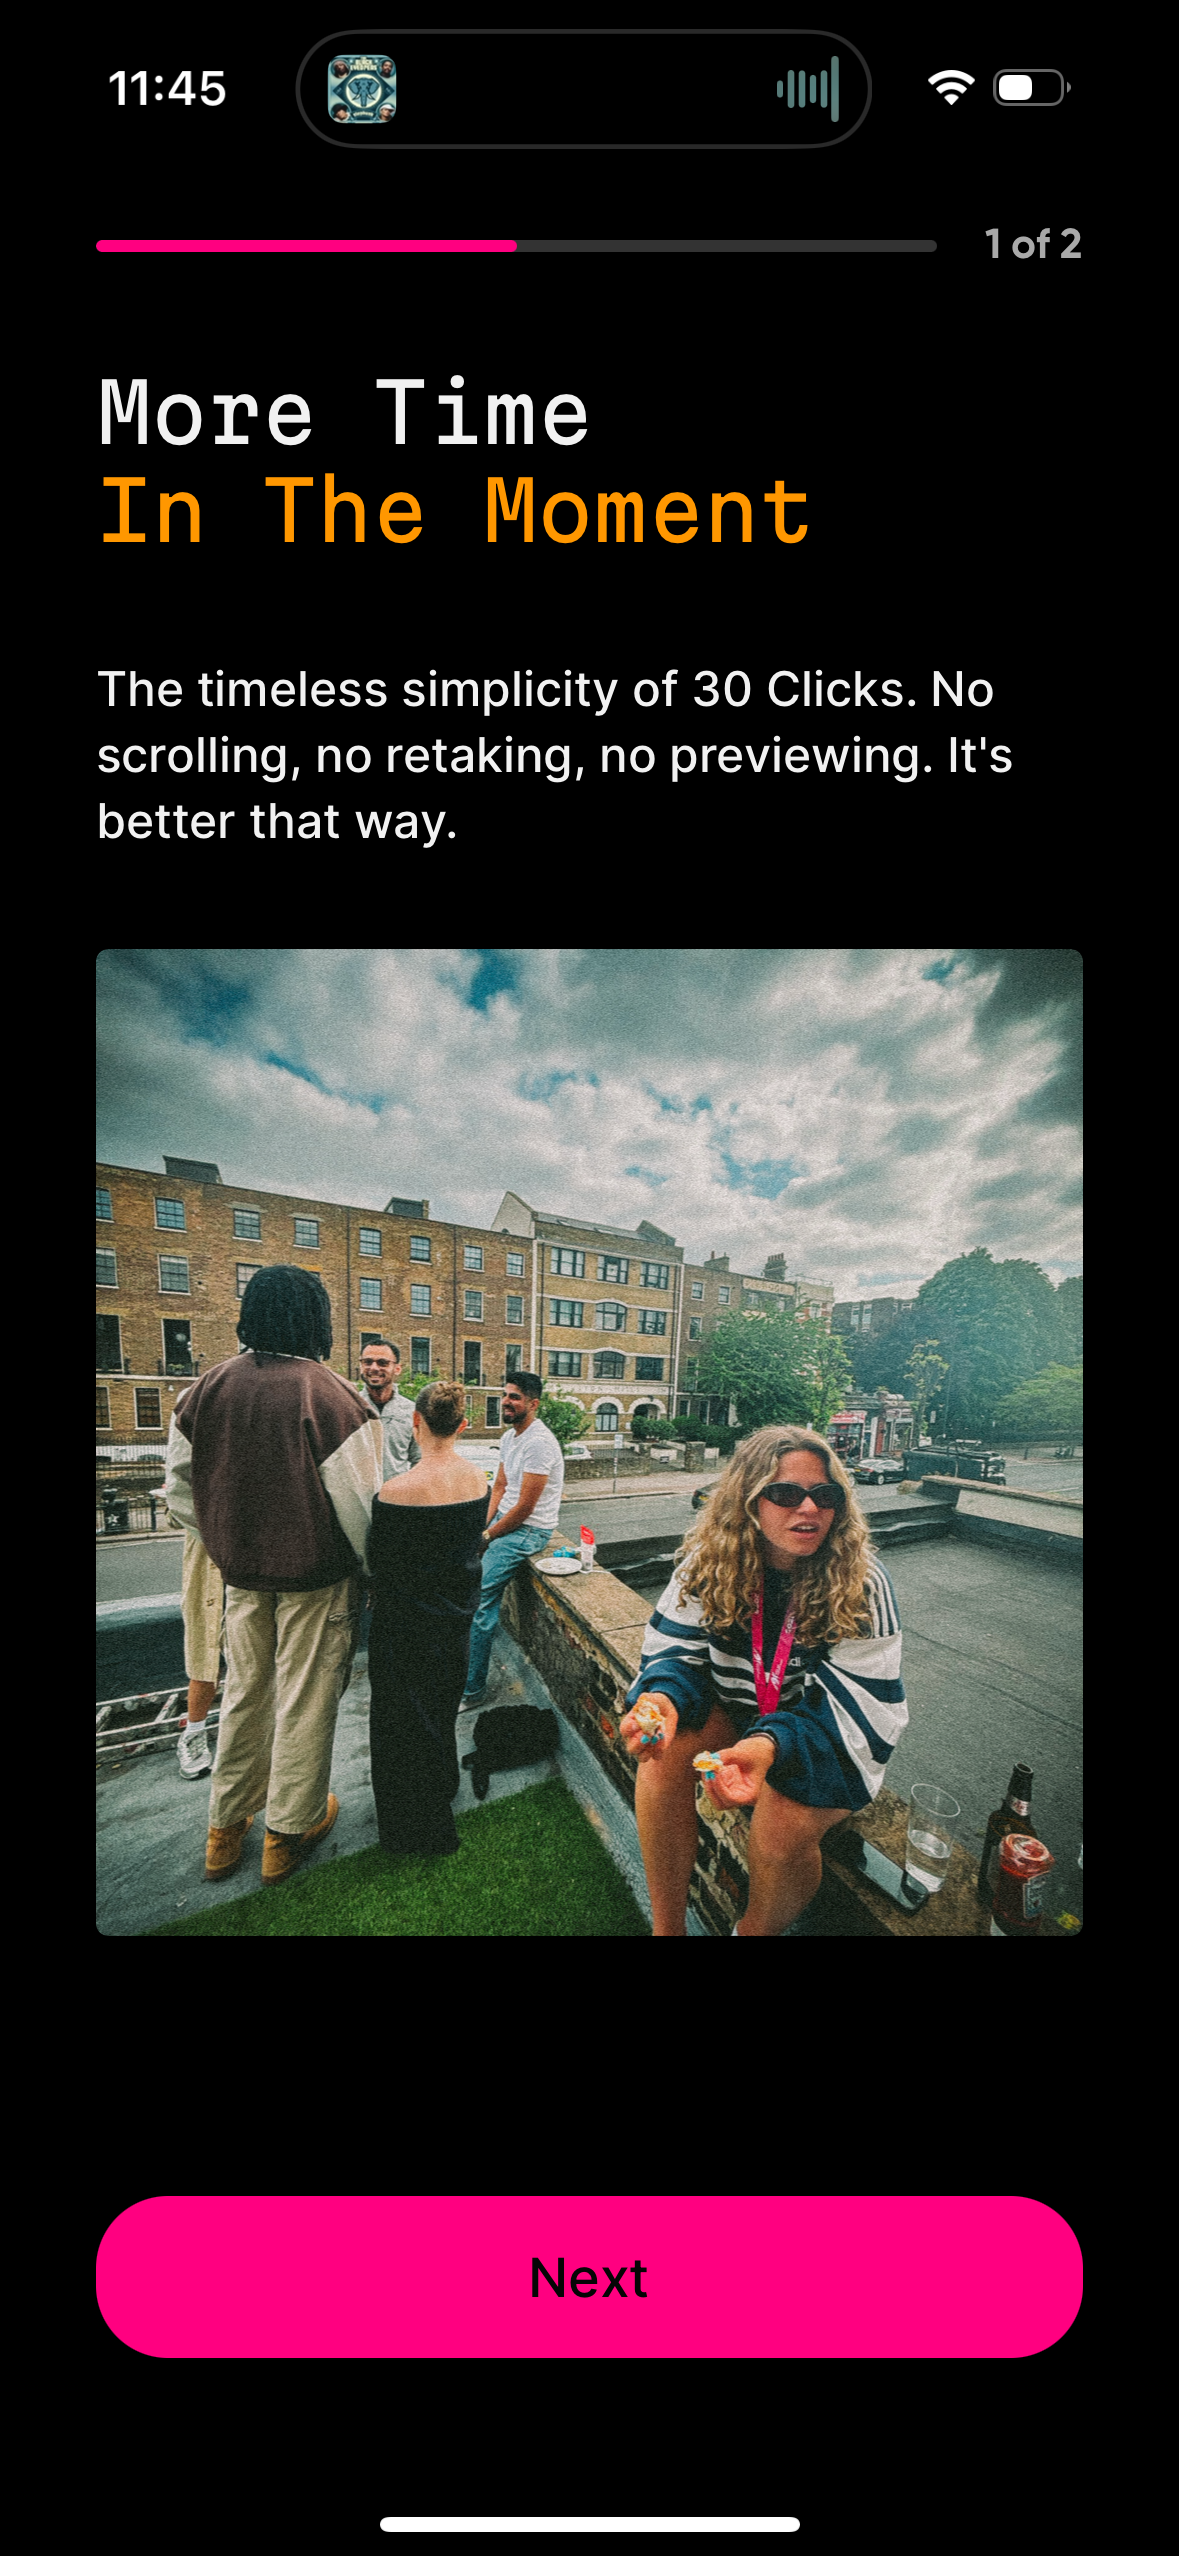 11:45
1 of 2
More Time
In The Moment
The timeless simplicity of 30 Clicks. No
scrolling, no retaking, no previewing. It's
better that way.
Next